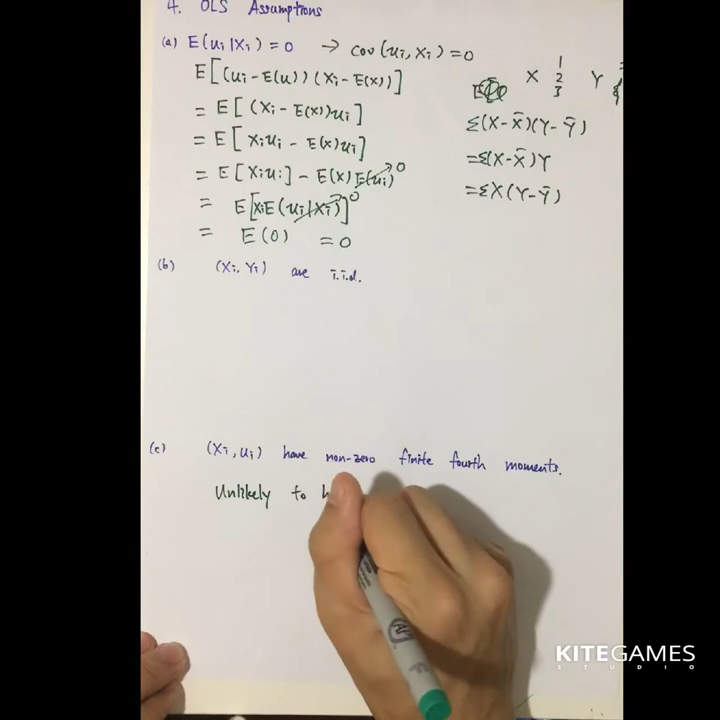 4. OLS Assumptions
(a) E(ui|Xi) = 0 → cov(ui, Xi) = 0
E[(ui - E(u))(Xi - E(x))]
= E[(Xi - E(x))ui]
= E[Xiui - E(x)ui]
= E[Xiui] - E(x)E(ui) 0
= E[XiE(ui|Xi)] 0
= E(0) = 0
X 1 2 3 Y
Σ(X-X̄)(Y-Ȳ)
=Σ(X-X̄)Y
=ΣX(Y-Ȳ)
(b) (Xi, Yi) are i.i.d.
(c) (Xi, ui) have non-zero finite fourth moments.
Unlikely to h
KITEGAMES
STUDIO